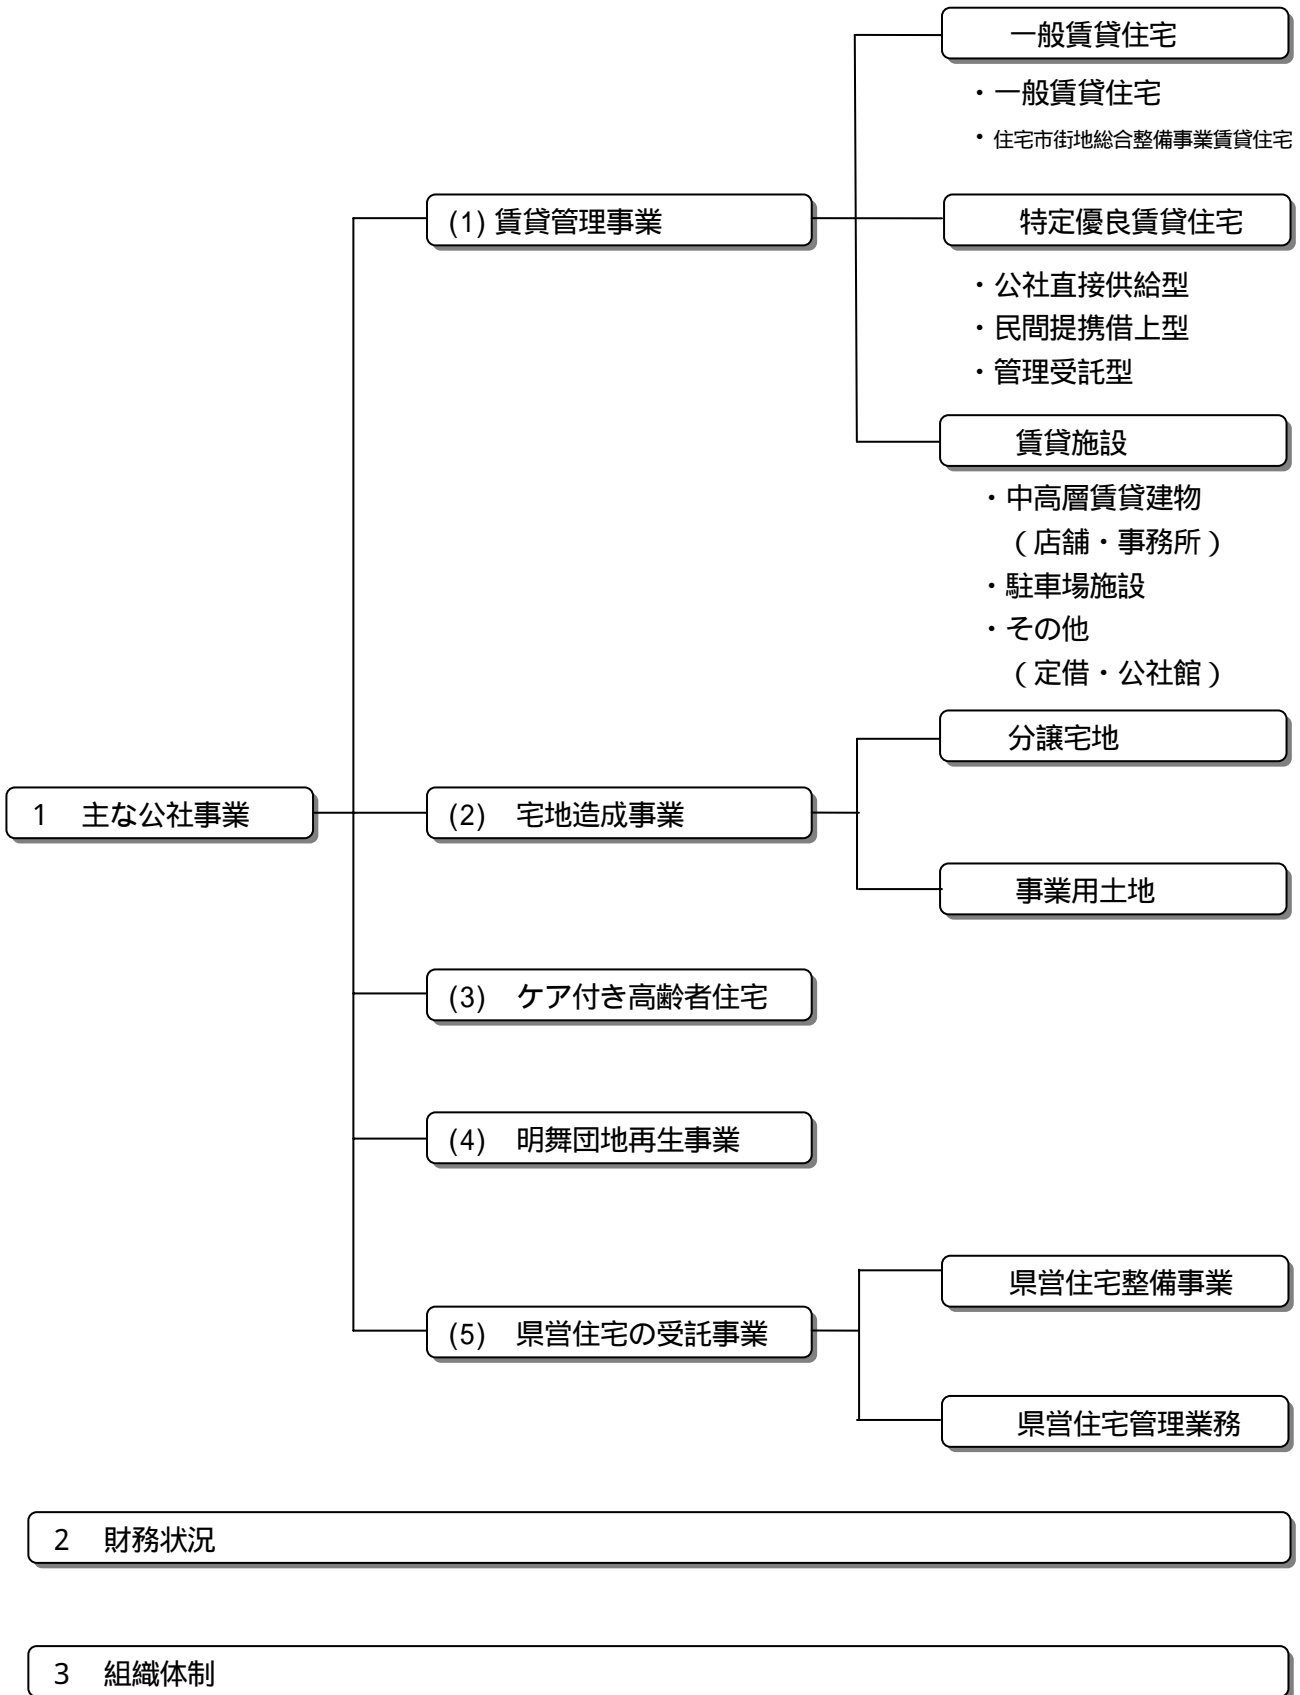 一般賃貸住宅
・一般賃貸住宅
・住宅市街地総合整備事業賃貸住宅
(1) 賃貸管理事業
特定優良賃貸住宅
・公社直接供給型
・民間提携借上型
・管理受託型
賃貸施設
・中高層賃貸建物
（店舗・事務所）
・駐車場施設
・その他
（定借・公社館）
分譲宅地
1 主な公社事業
(2) 宅地造成事業
事業用土地
(3) ケア付き高齢者住宅
(4) 明舞団地再生事業
県営住宅整備事業
(5) 県営住宅の受託事業
県営住宅管理業務
2 財務状況
3 組織体制